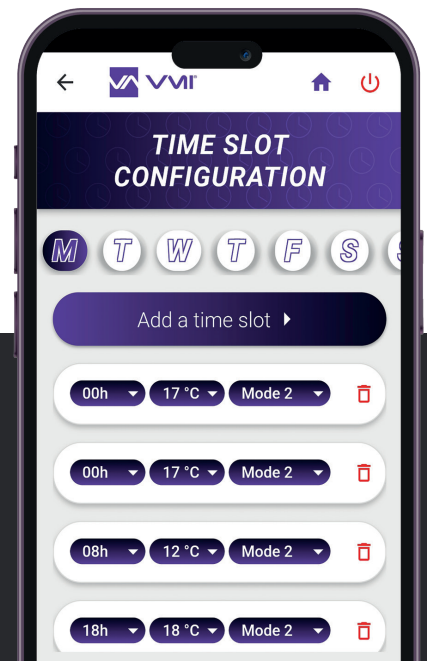 VMI
TIME SLOT
CONFIGURATION
M T W T F S S
Add a time slot
00h 17 °C Mode 2
00h 17 °C Mode 2
08h 12 °C Mode 2
18h 18 °C Mode 2